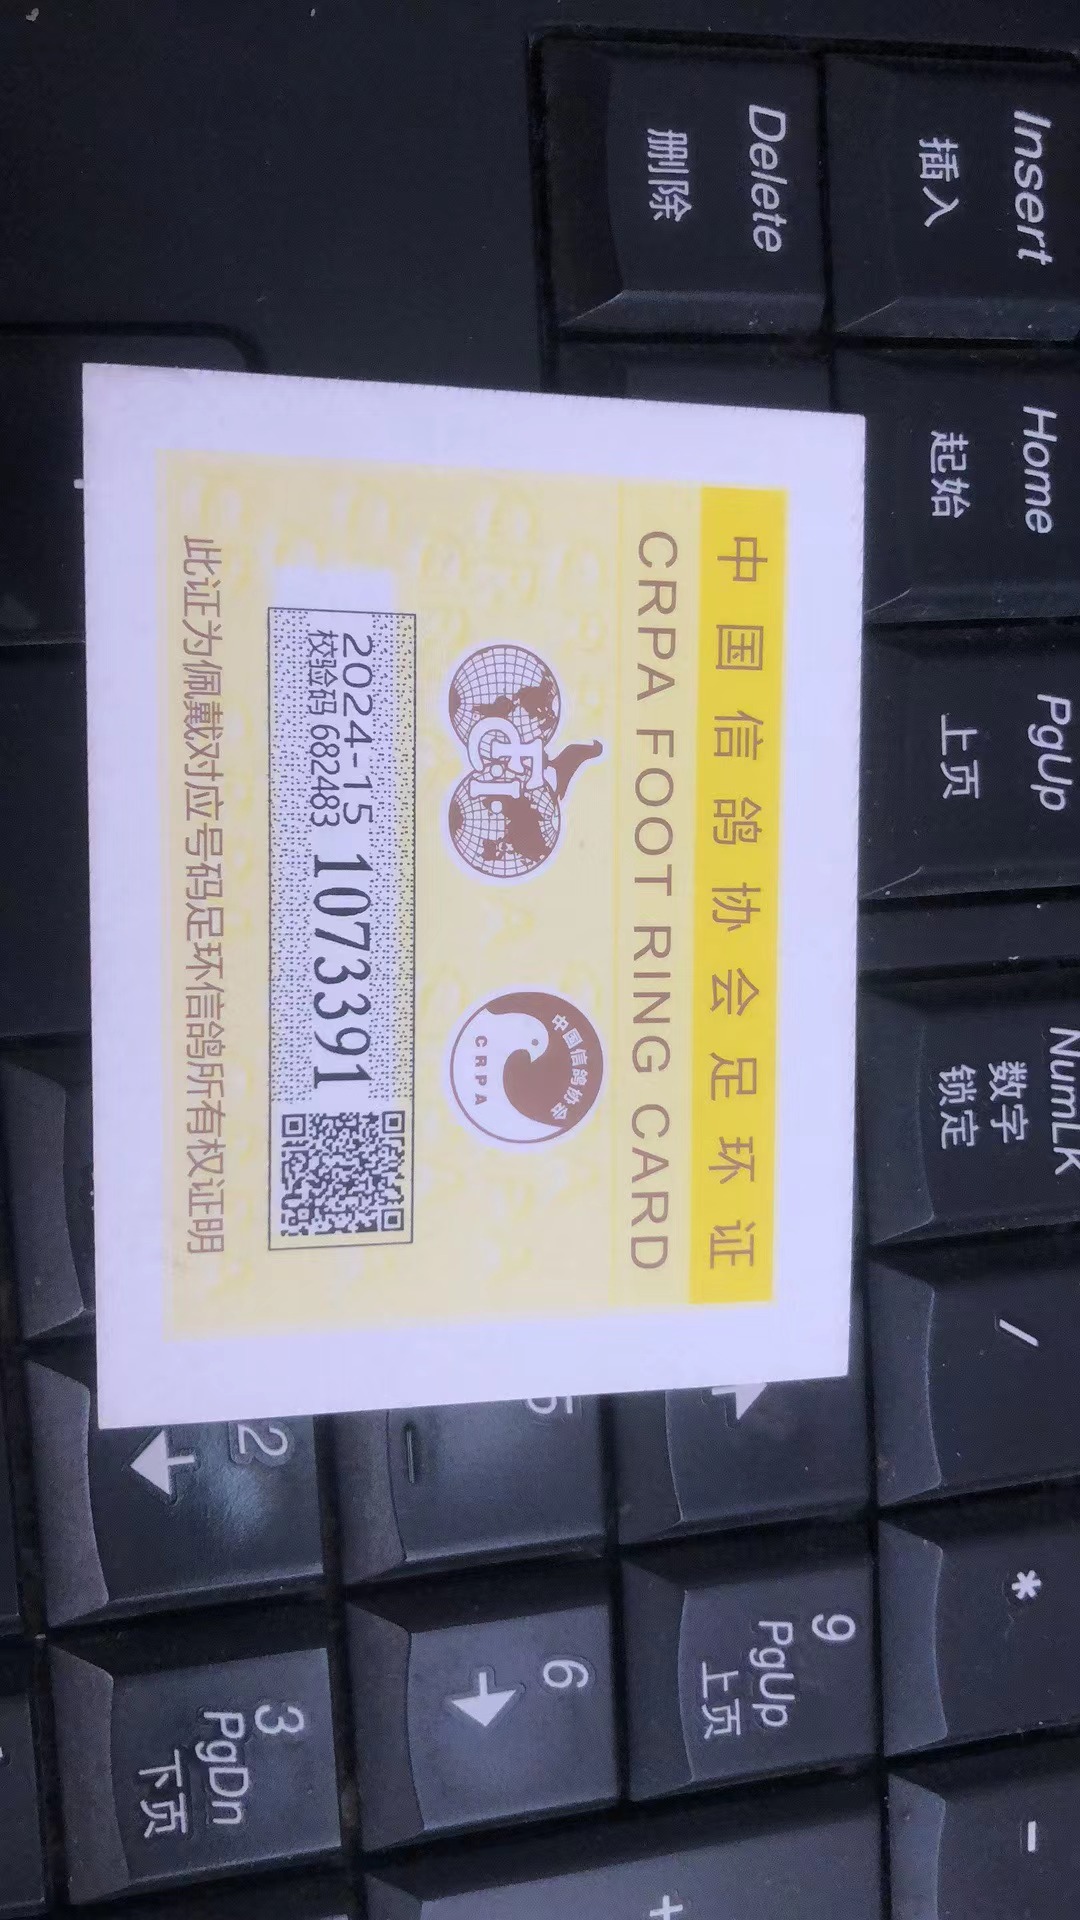 中国信鸽协会足环证
CRPA FOOT RING CARD
FCI
中国信鸽协会
CRPA
2024-15
校验码 682483
1073391
此证为佩戴对应号码足环信鸽所有权证明
Insert
插入
Home
起始
PgUp
上页
NumLK
数字
锁定
/
*
-
Delete
删除
9
PgUp
上页
5
6
2
3
PgDn
下页
+